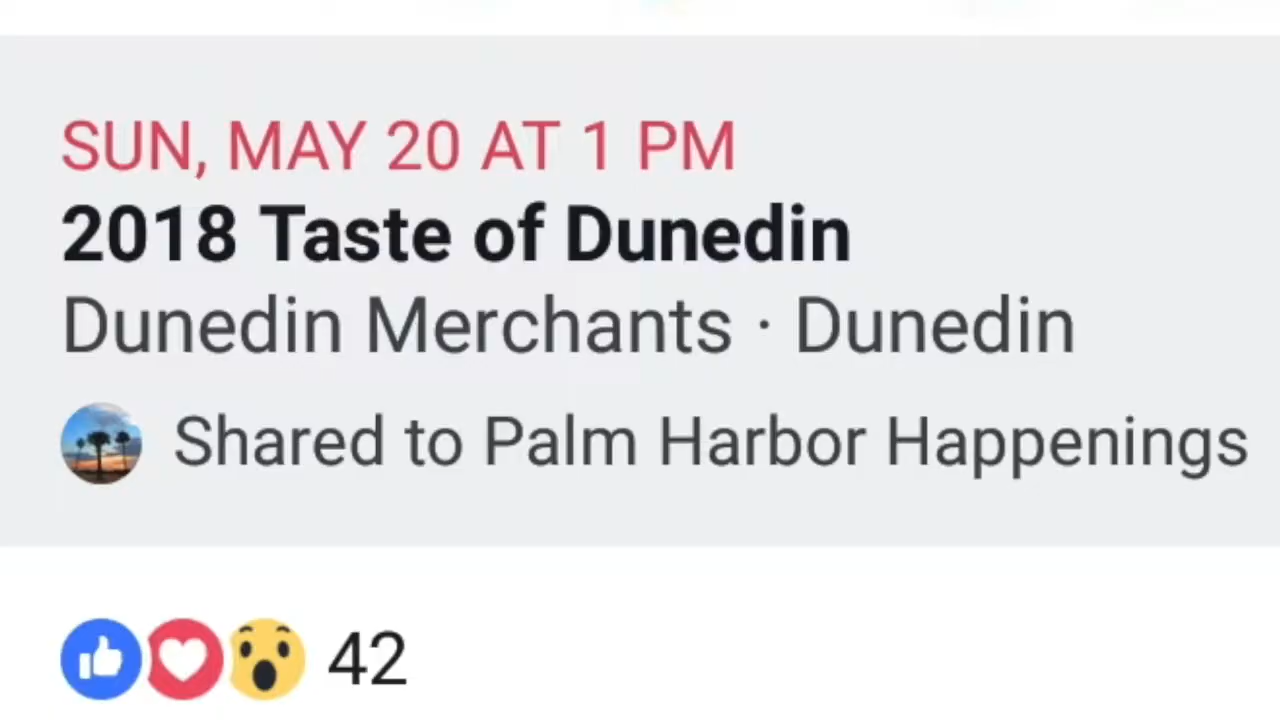 SUN, MAY 20 AT 1 PM
2018 Taste of Dunedin
Dunedin Merchants · Dunedin
Shared to Palm Harbor Happenings
42